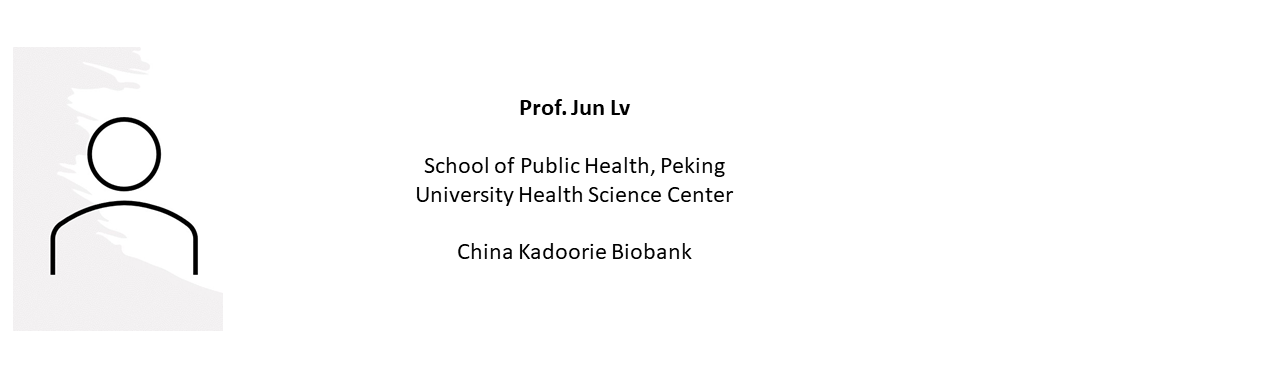 Prof. Jun Lv
School of Public Health, Peking
University Health Science Center
China Kadoorie Biobank